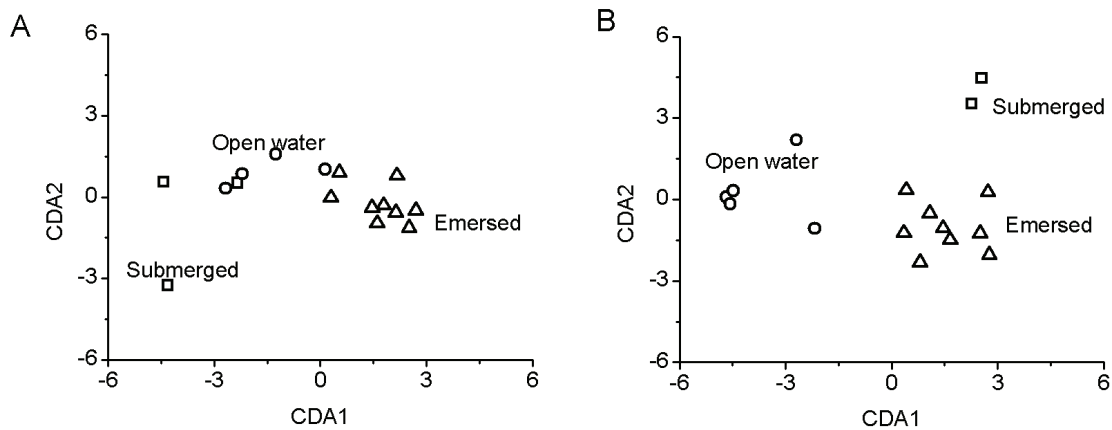 A
6
3
0
-3
-6
CDA2
Open water
Submerged
Emersed
-6 -3 0 3 6
CDA1
B
6
3
0
-3
-6
CDA2
Submerged
Open water
Emersed
-6 -3 0 3 6
CDA1